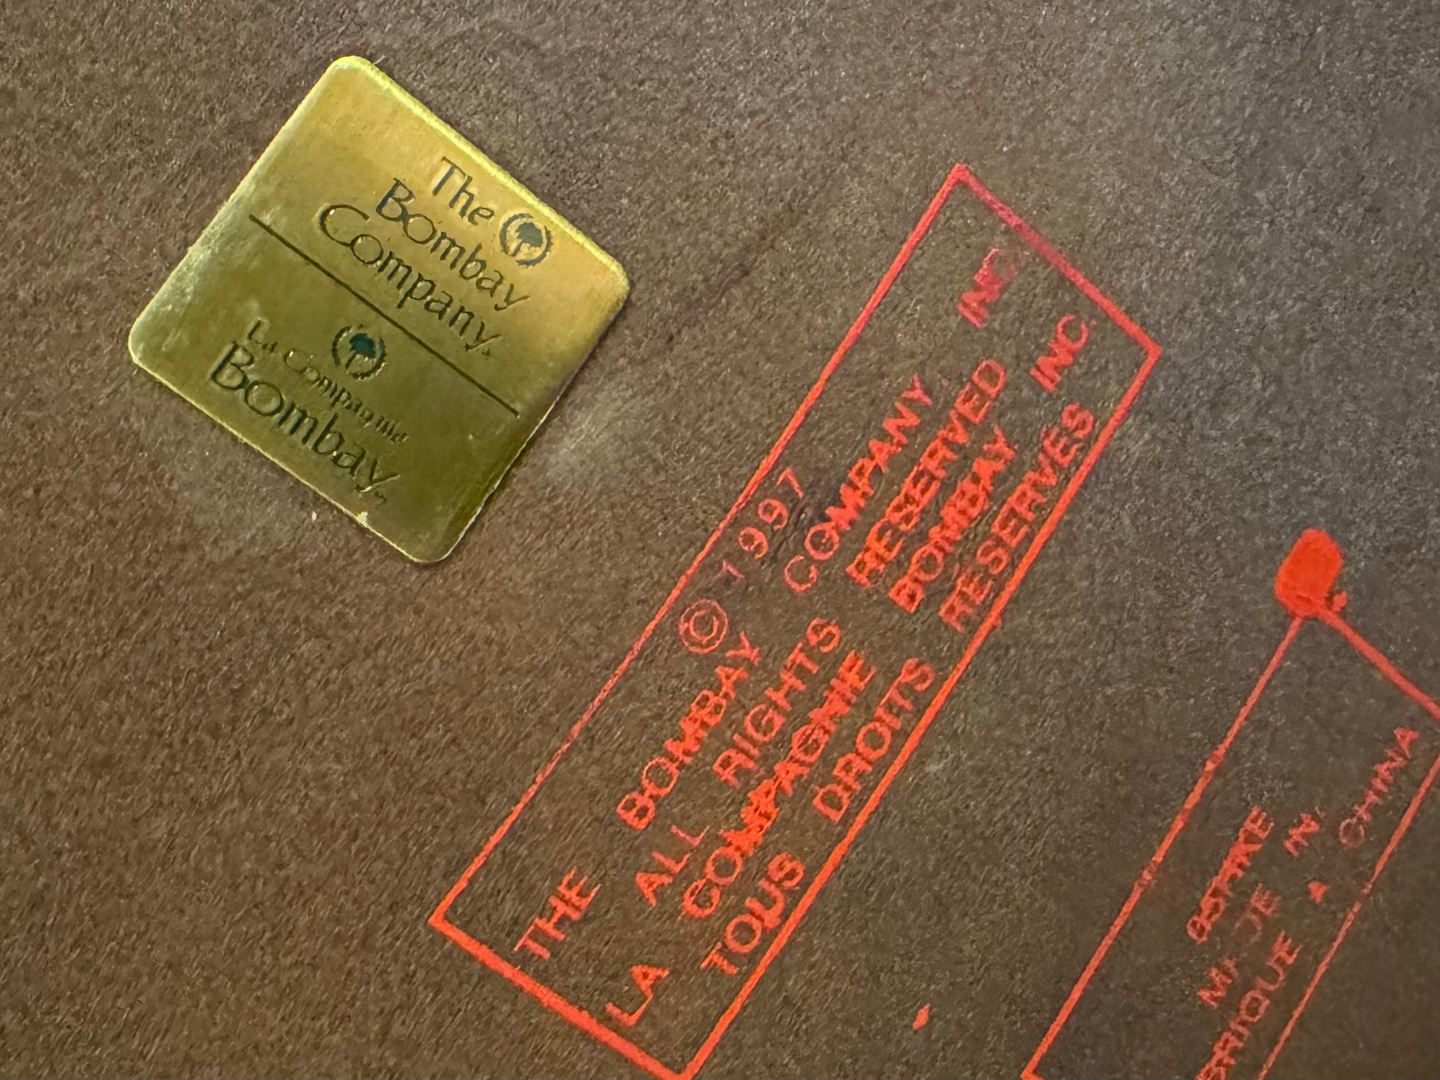 The
Bombay
Company.
La Compagnie
Bombay.
© 1997
THE BOMBAY COMPANY INC
ALL RIGHTS RESERVED
LA COMPAGNIE BOMBAY INC.
TOUS DROITS RESERVES
MADE IN
CHINA